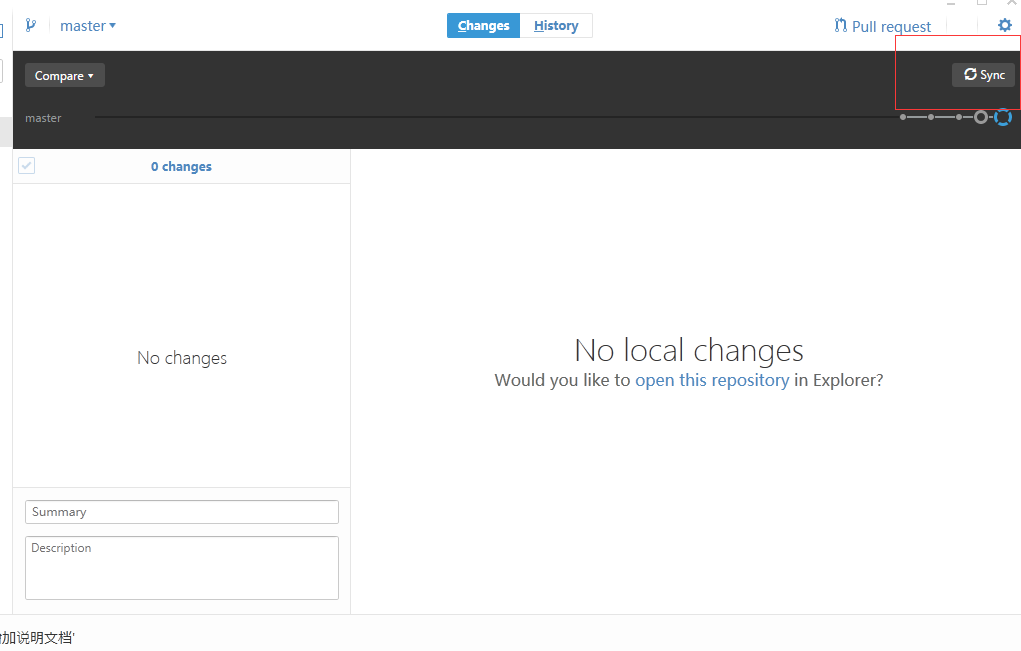 master
Changes
History
Pull request
Compare
Sync
master
0 changes
No changes
No local changes
Would you like to open this repository in Explorer?
Summary
Description
加说明文档'